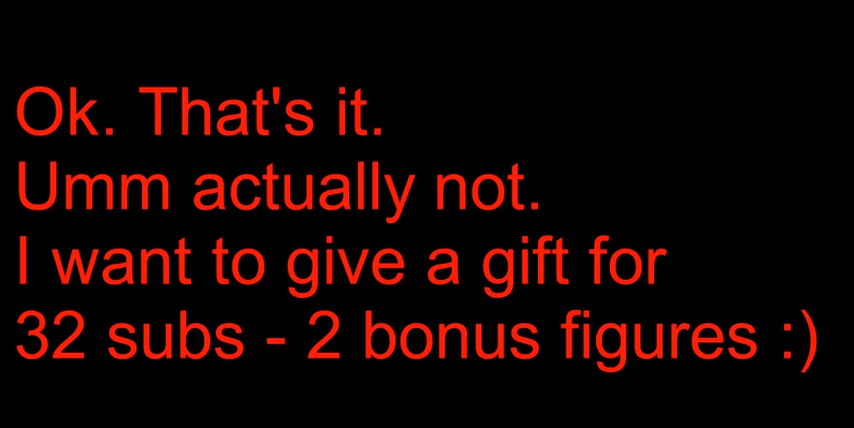 Ok. That's it.
Umm actually not.
I want to give a gift for
32 subs - 2 bonus figures :)